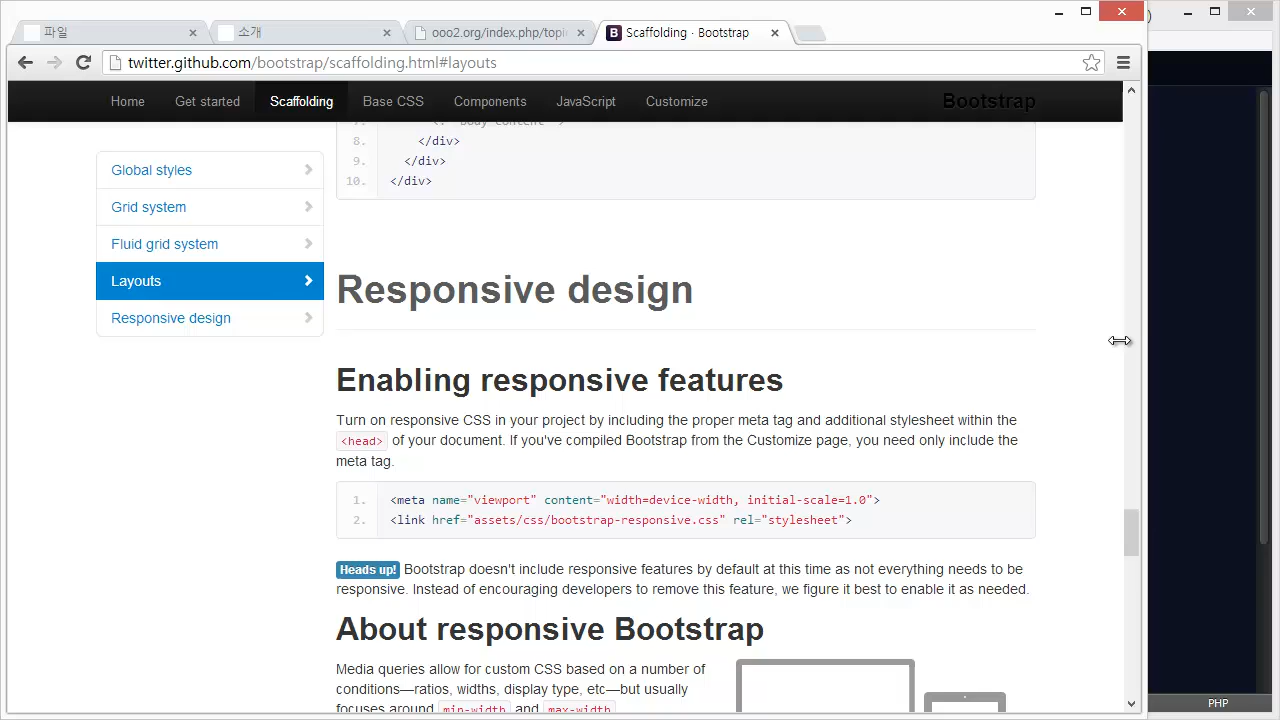 파일
소개
ooo2.org/index.php/topi
Scaffolding · Bootstrap
twitter.github.com/bootstrap/scaffolding.html#layouts
Home Get started Scaffolding Base CSS Components JavaScript Customize Bootstrap
Global styles
Grid system
Fluid grid system
Layouts
Responsive design
8. </div>
9. </div>
10. </div>
Responsive design
Enabling responsive features
Turn on responsive CSS in your project by including the proper meta tag and additional stylesheet within the
<head> of your document. If you've compiled Bootstrap from the Customize page, you need only include the
meta tag.
1. <meta name="viewport" content="width=device-width, initial-scale=1.0">
2. <link href="assets/css/bootstrap-responsive.css" rel="stylesheet">
Heads up! Bootstrap doesn't include responsive features by default at this time as not everything needs to be
responsive. Instead of encouraging developers to remove this feature, we figure it best to enable it as needed.
About responsive Bootstrap
Media queries allow for custom CSS based on a number of
conditions—ratios, widths, display type, etc—but usually
focuses around min-width and max-width
PHP